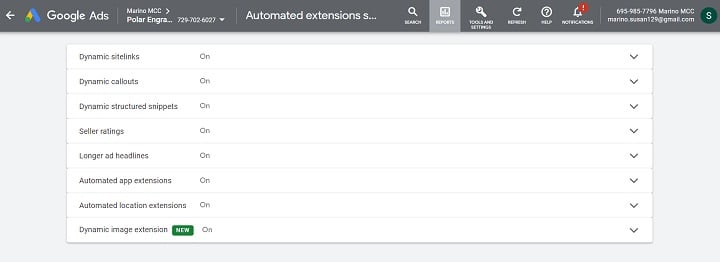 Google Ads
Marino MCC >
Polar Engra... 729-702-6027
Automated extensions s...
SEARCH
REPORTS
TOOLS AND SETTINGS
REFRESH
HELP
!
NOTIFICATIONS
695-985-7796 Marino MCC
marino.susan129@gmail.com
S
Dynamic sitelinks On
Dynamic callouts On
Dynamic structured snippets On
Seller ratings On
Longer ad headlines On
Automated app extensions On
Automated location extensions On
Dynamic image extension NEW On